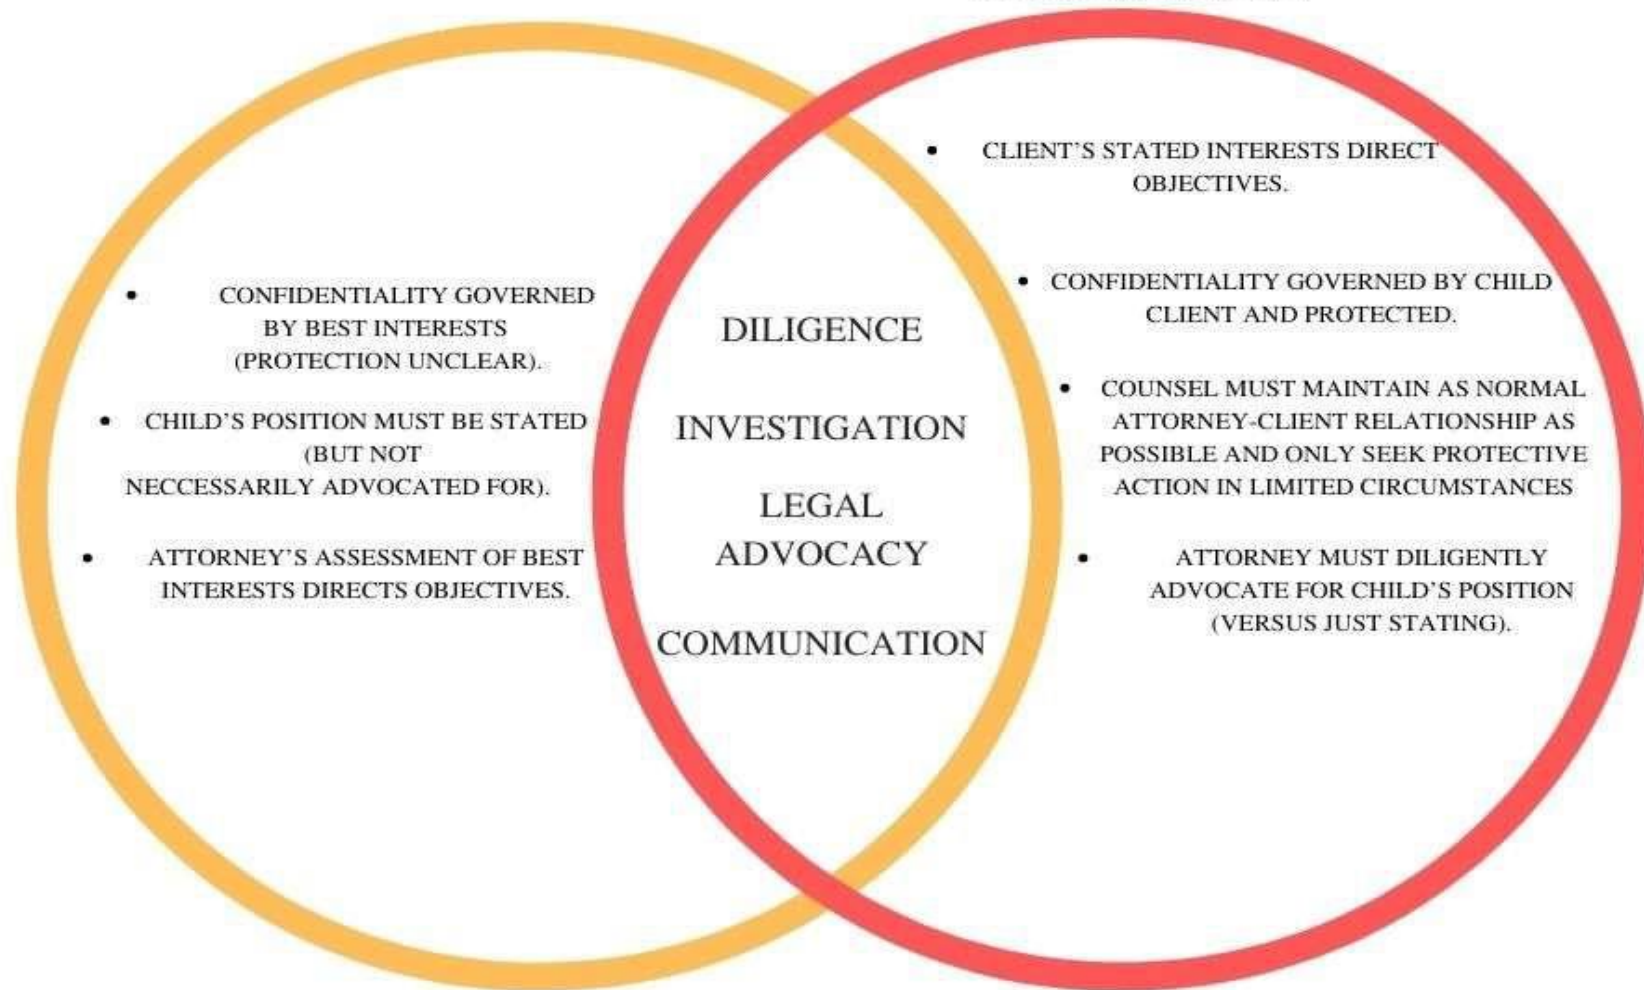 • CONFIDENTIALITY GOVERNED
BY BEST INTERESTS
(PROTECTION UNCLEAR).
• CHILD'S POSITION MUST BE STATED
(BUT NOT
NECCESSARILY ADVOCATED FOR).
• ATTORNEY'S ASSESSMENT OF BEST
INTERESTS DIRECTS OBJECTIVES.
DILIGENCE
INVESTIGATION
LEGAL
ADVOCACY
COMMUNICATION
• CLIENT'S STATED INTERESTS DIRECT
OBJECTIVES.
• CONFIDENTIALITY GOVERNED BY CHILD
CLIENT AND PROTECTED.
• COUNSEL MUST MAINTAIN AS NORMAL
ATTORNEY-CLIENT RELATIONSHIP AS
POSSIBLE AND ONLY SEEK PROTECTIVE
ACTION IN LIMITED CIRCUMSTANCES
• ATTORNEY MUST DILIGENTLY
ADVOCATE FOR CHILD'S POSITION
(VERSUS JUST STATING).